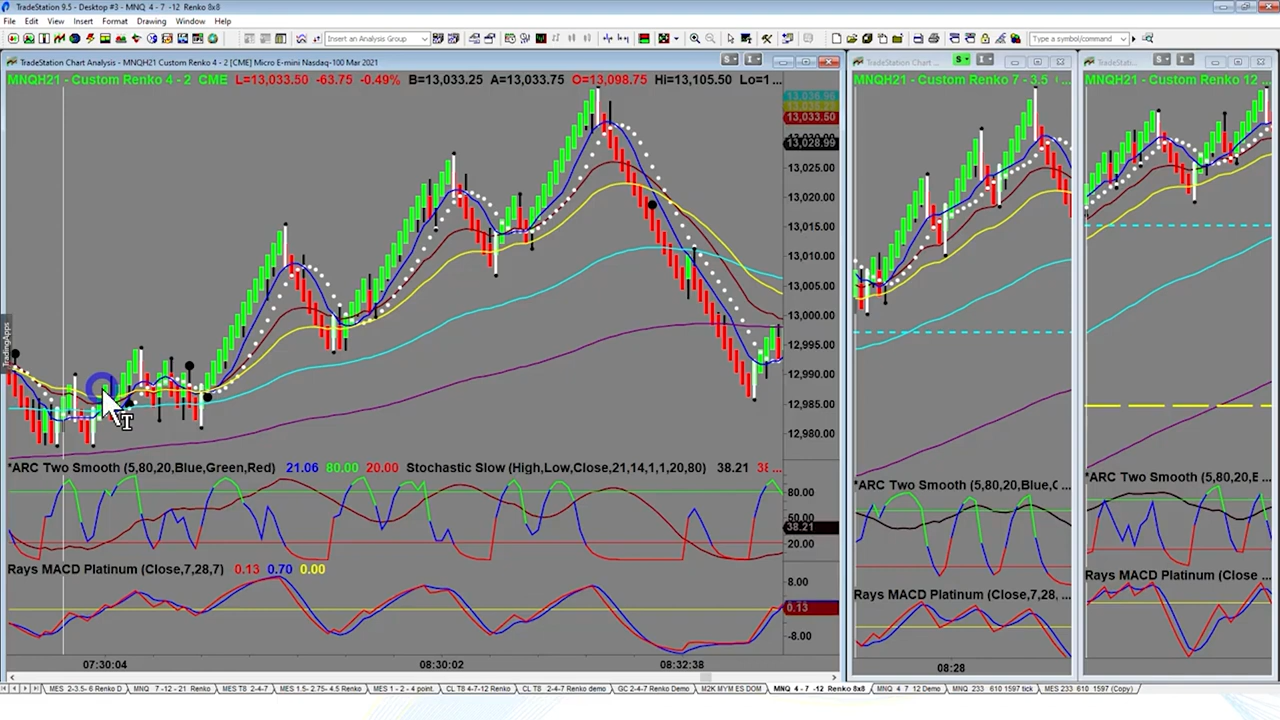 TradeStation 9.5 - Desktop #3 - MNQ 4 - 7 -12 Renko 8x8
File Edit View Insert Format Drawing Window Help
Insert an Analysis Group
Type a symbol/command
TradeStation Chart Analysis - MNQH21 Custom Renko 4 - 2 [CME] Micro E-mini Nasdaq-100 Mar 2021
S I
TradeStation Chart ...
S I
TradeStati...
S I
MNQH21 - Custom Renko 4 - 2 CME L=13,033.50 -63.75 -0.49% B=13,033.25 A=13,033.75 O=13,098.75 Hi=13,105.50 Lo=1...
MNQH21 - Custom Renko 7 - 3.5 (...
MNQH21 - Custom Renko 12 ...
13,033.50
13,028.99
13,025.00
13,020.00
13,015.00
13,010.00
13,005.00
13,000.00
12,995.00
12,990.00
12,985.00
12,980.00
TradingApps
*ARC Two Smooth (5,80,20,Blue,Green,Red) 21.06 80.00 20.00 Stochastic Slow (High,Low,Close,21,14,1,1,20,80) 38.21 38 ...
80.00
50.00
38.21
20.00
*ARC Two Smooth (5,80,20,Blue,C ...
*ARC Two Smooth (5,80,20,E ...
Rays MACD Platinum (Close,7,28,7) 0.13 0.70 0.00
8.00
0.13
-8.00
Rays MACD Platinum (Close,7,28, ...
Rays MACD Platinum (Close ...
07:30:04 08:30:02 08:32:38
08:28
MES 2-3.5- 6 Renko D MNQ 7 -12 - 21 Renko MES T8 2-4-7 MES 1.5- 2.75- 4.5 Renko MES 1 - 2 - 4 point. CL T8 4-7-12 Renko CL T8 2-4-7 Renko demo GC 2-4-7 Renko Demo M2K MYM ES DOM MNQ 4 - 7 -12 Renko 8x8 MNQ 4 7 12 Demo MNQ 233 610 1597 tick MES 233 610 1597 (Copy)